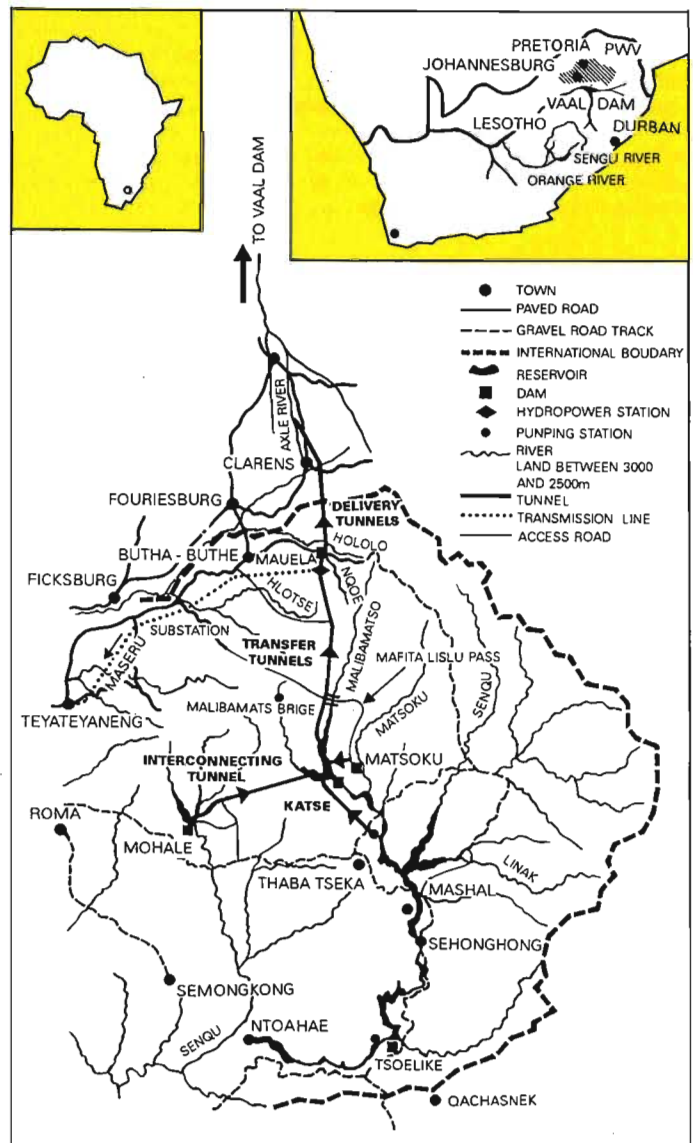 PRETORIA
PWV
JOHANNESBURG
VAAL DAM
LESOTHO
DURBAN
SENGU RIVER
ORANGE RIVER
TO VAAL DAM
TOWN
PAVED ROAD
GRAVEL ROAD TRACK
INTERNATIONAL BOUDARY
RESERVOIR
DAM
HYDROPOWER STATION
PUNPING STATION
RIVER
LAND BETWEEN 3000
AND 2500m
TUNNEL
TRANSMISSION LINE
ACCESS ROAD
AXLE RIVER
CLARENS
FOURIESBURG
DELIVERY
TUNNELS
HOLOLO
BUTHA - BUTHE
MAUELA
NQOE
FICKSBURG
HLOTSE
MALIBAMATSO
SUBSTATION
MASERU
TRANSFER
TUNNELS
MAFITA LISLU PASS
SENQU
MALIBAMATS BRIGE
MATSOKU
TEYATEYANENG
INTERCONNECTING
TUNNEL
MATSOKU
KATSE
ROMA
MOHALE
THABA TSEKA
LINAK
MASHAL
SEHONGHONG
SEMONGKONG
SENQU
NTOAHAE
TSOELIKE
QACHASNEK